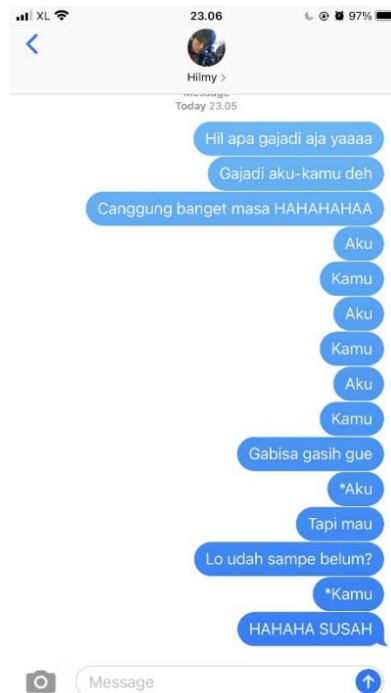 XL
23.06
97%
Hilmy >
Message
Today 23.05
Hil apa gajadi aja yaaaa
Gajadi aku-kamu deh
Canggung banget masa HAHAHAHAA
Aku
Kamu
Aku
Kamu
Aku
Kamu
Gabisa gasih gue
*Aku
Tapi mau
Lo udah sampe belum?
*Kamu
HAHAHA SUSAH
Message